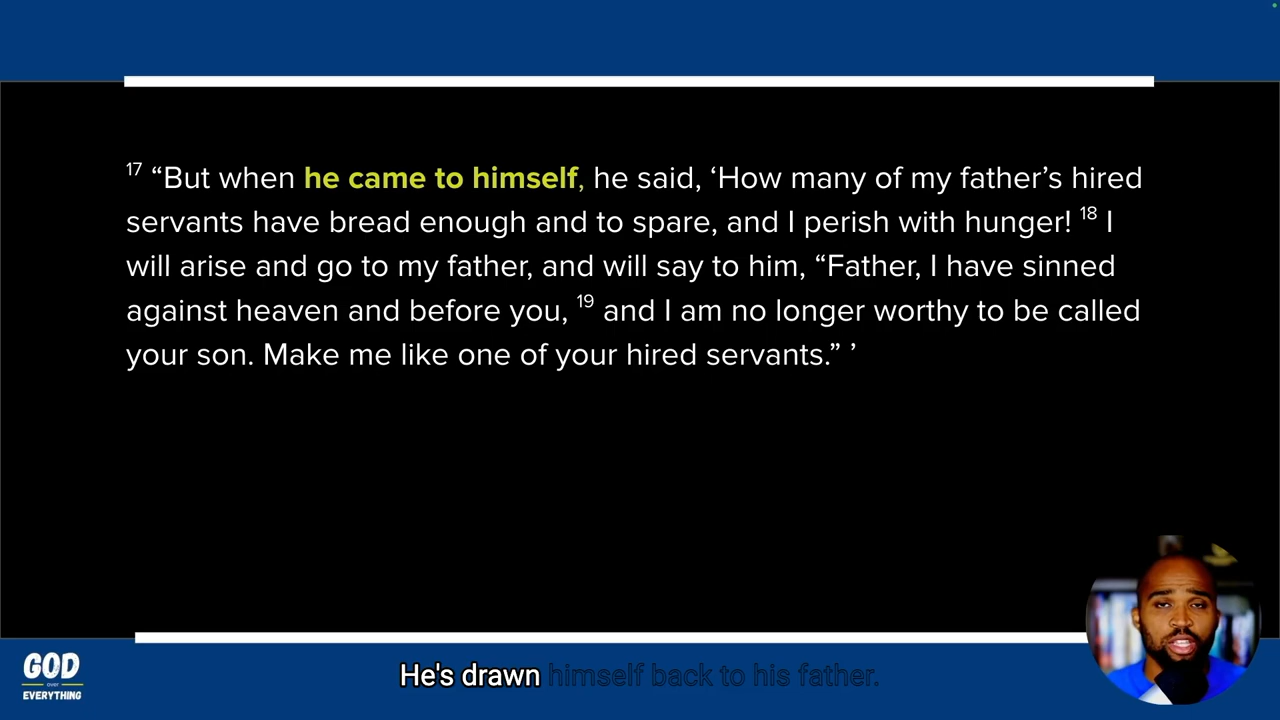 17 “But when he came to himself, he said, ‘How many of my father’s hired
servants have bread enough and to spare, and I perish with hunger! 18 I
will arise and go to my father, and will say to him, “Father, I have sinned
against heaven and before you, 19 and I am no longer worthy to be called
your son. Make me like one of your hired servants.” ’
GOD
OVER
EVERYTHING
He's drawn himself back to his father.